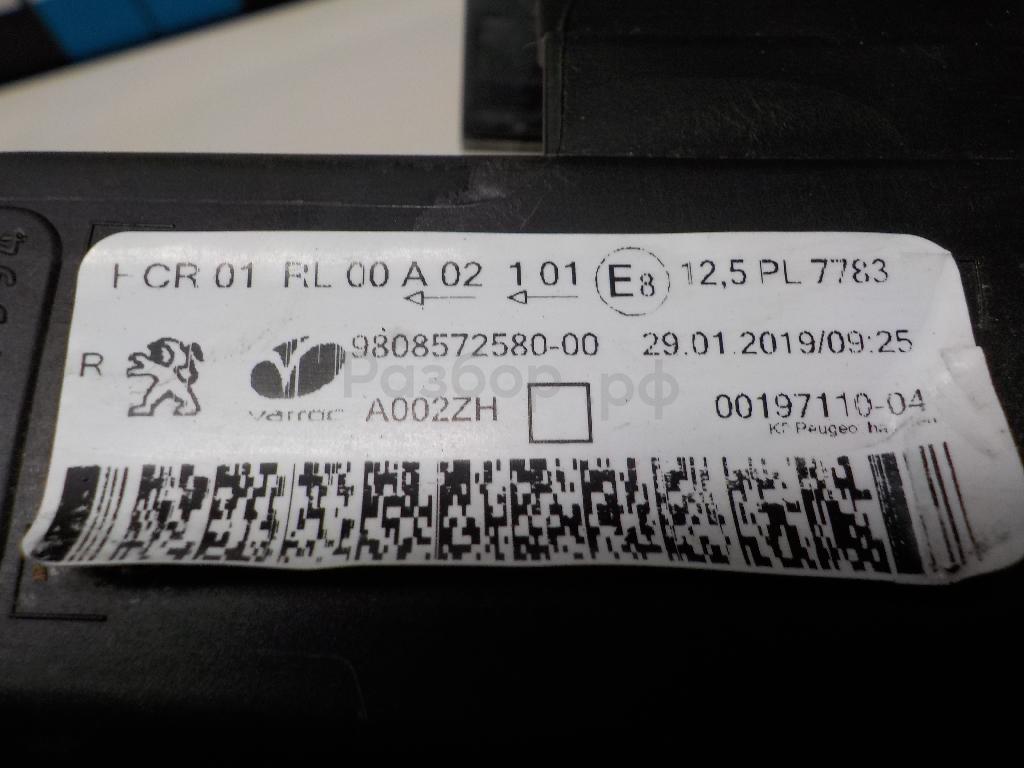 HCR 01 RL 00 A 02 1 01 E8 12,5 PL 7783
R varroc 9808572580-00 29.01.2019/09:25
Разбор.рф
A002ZH 00197110-04